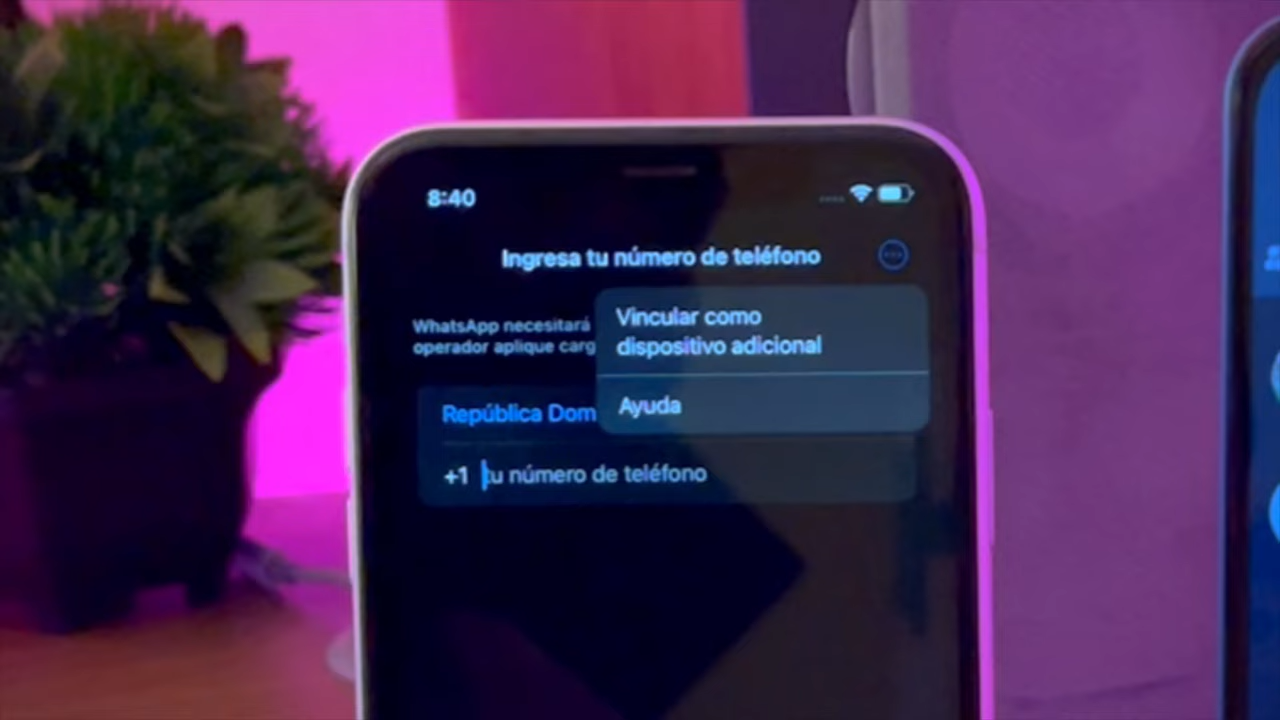 8:40
Ingresa tu número de teléfono
WhatsApp necesitará
operador aplique carg
Vincular como
dispositivo adicional
Ayuda
República Dom
+1 tu número de teléfono